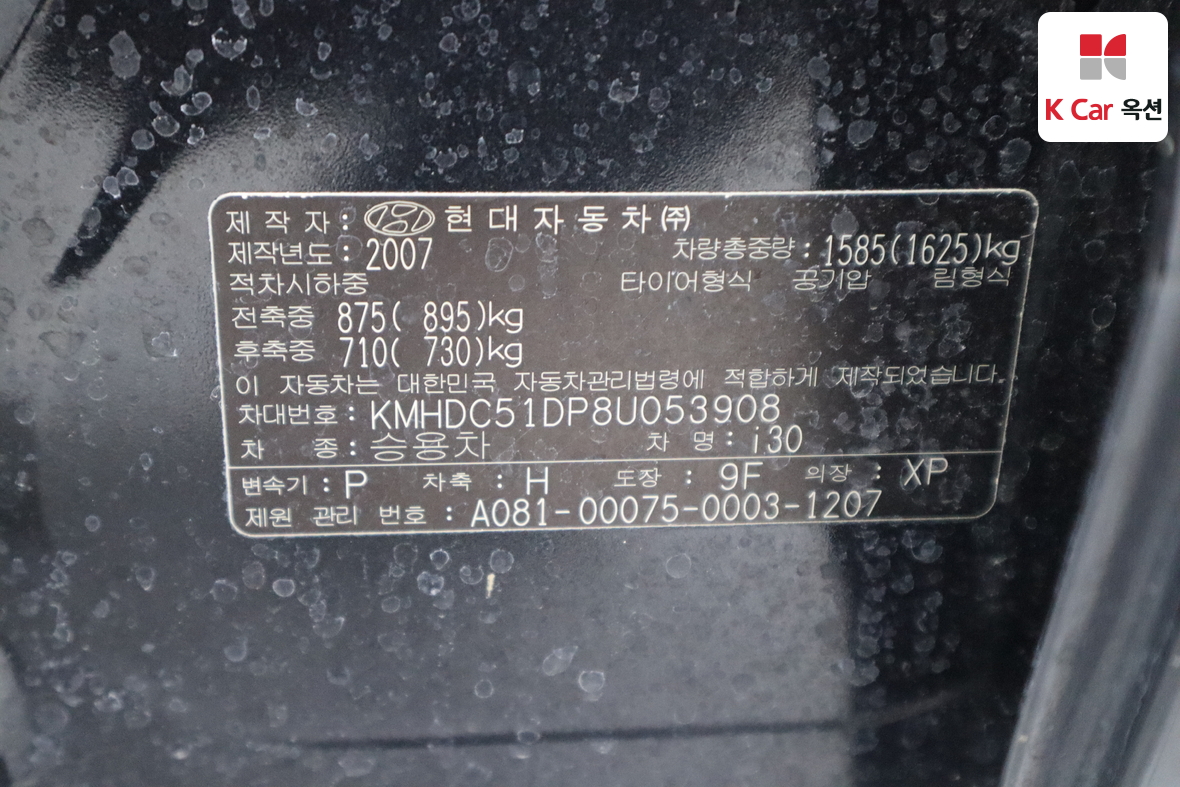 K Car 옥션
제 작 자 : 현대자동차㈜
제작년도 : 2007 차량총중량 : 1585(1625)kg
적차시하중 타이어형식 공기압 림형식
전축중 875( 895)kg
후축중 710( 730)kg
이 자동차는 대한민국 자동차관리법령에 적합하게 제작되었습니다.
차대번호 : KMHDC51DP8U053908
차 종 : 승용차 차 명 : i30
변속기 : P 차축 : H 도장 : 9F 의장 : XP
제원 관리 번호 : A081-00075-0003-1207